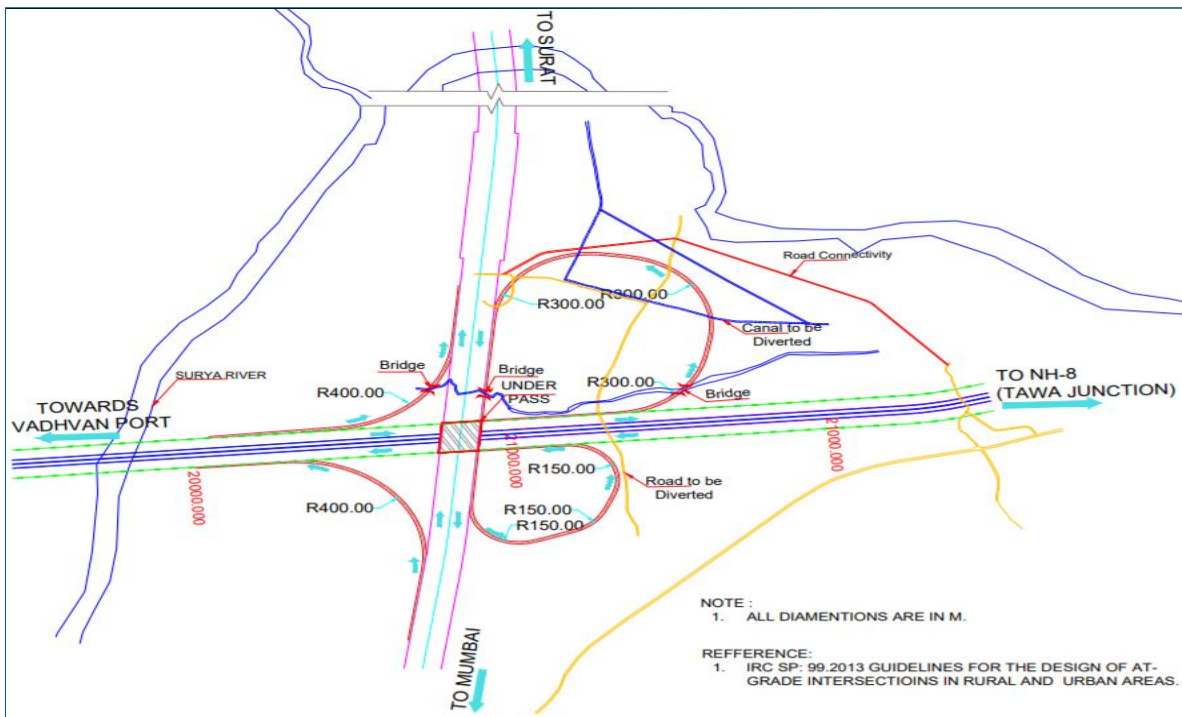 TO SURAT
Road Connectivity
R300.00
R300.00
Canal to be
Diverted
SURYA RIVER
Bridge
Bridge
UNDER
PASS
R300.00
Bridge
R400.00
TO NH-8
(TAWA JUNCTION)
TOWARDS
VADHVAN PORT
20000.000
21000.000
21000.000
R150.00
Road to be
Diverted
R400.00
R150.00
R150.00
NOTE :
1. ALL DIAMENTIONS ARE IN M.
REFFERENCE:
1. IRC SP: 99.2013 GUIDELINES FOR THE DESIGN OF AT-
GRADE INTERSECTIOINS IN RURAL AND URBAN AREAS.
TO MUMBAI